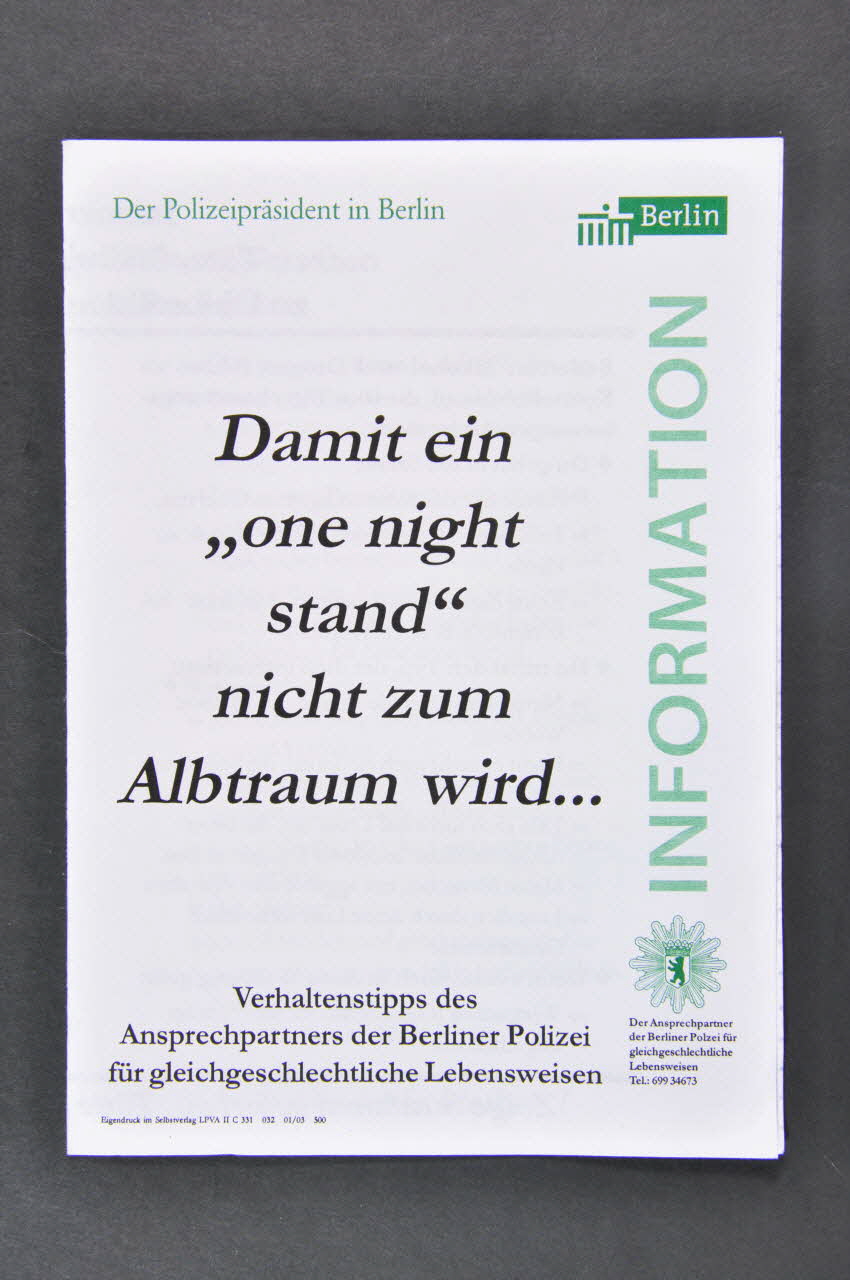 Der Polizeipräsident in Berlin
Berlin
INFORMATION
Damit ein
„one night
stand“
nicht zum
Albtraum wird...
Verhaltenstipps des
Ansprechpartners der Berliner Polizei
für gleichgeschlechtliche Lebensweisen
Der Ansprechpartner
der Berliner Polzei für
gleichgeschlechtliche
Lebensweisen
Tel.: 699 34673
Eigendruck im Selbstverlag LPVA II C 331 032 01/03 500